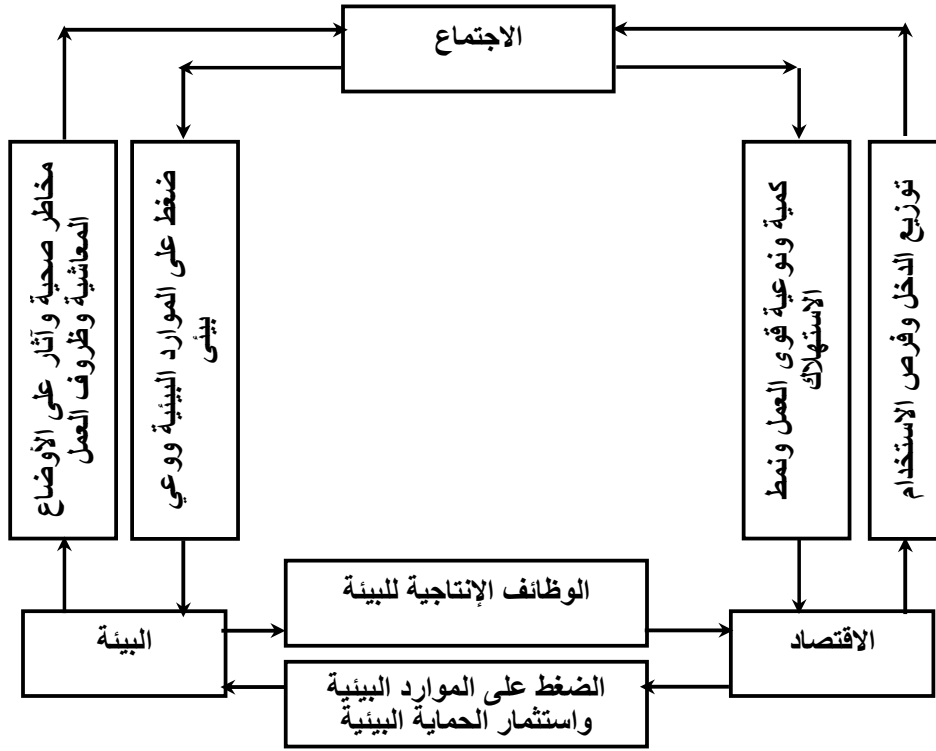 الاجتماع
توزيع الدخل وفرص الاستخدام
كمية ونوعية قوى العمل ونمط
الاستهلاك
ضغط على الموارد البيئية ووعي
بيئى
مخاطر صحية وآثار على الأوضاع
المعاشية وظروف العمل
الوظائف الإنتاجية للبيئة
الاقتصاد
البيئة
الضغط على الموارد البيئية
واستثمار الحماية البيئية